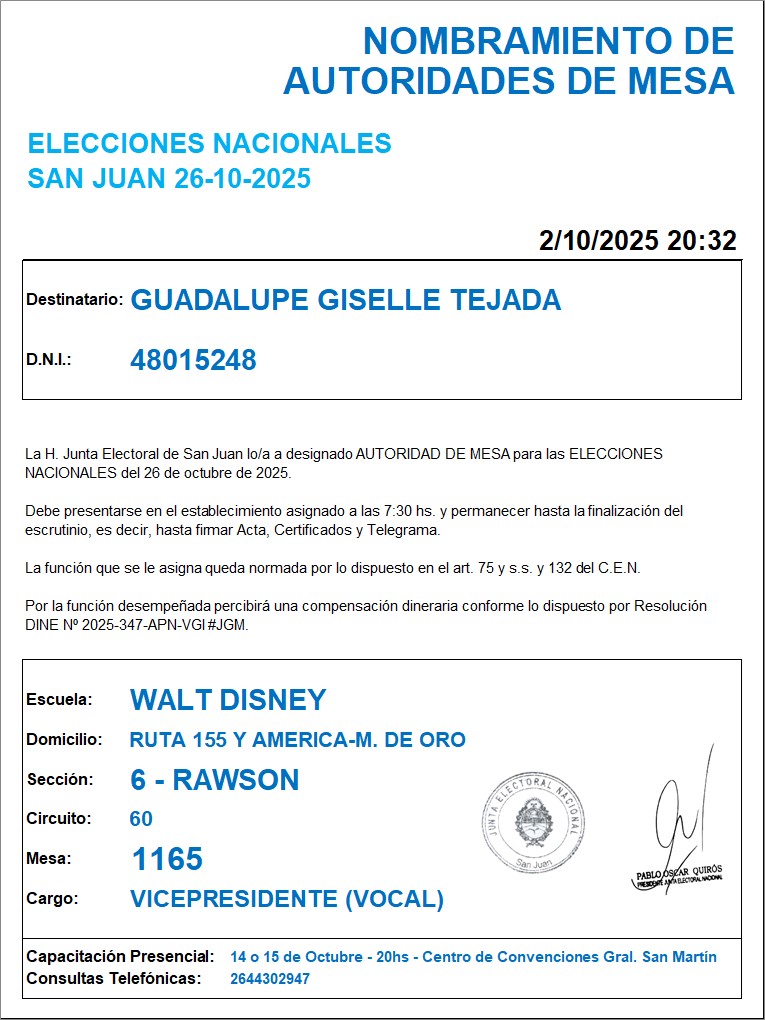 NOMBRAMIENTO DE
AUTORIDADES DE MESA
ELECCIONES NACIONALES
SAN JUAN 26-10-2025
2/10/2025 20:32
Destinatario: GUADALUPE GISELLE TEJADA
D.N.I.: 48015248
La H. Junta Electoral de San Juan lo/a a designado AUTORIDAD DE MESA para las ELECCIONES
NACIONALES del 26 de octubre de 2025.
Debe presentarse en el establecimiento asignado a las 7:30 hs. y permanecer hasta la finalización del
escrutinio, es decir, hasta firmar Acta, Certificados y Telegrama.
La función que se le asigna queda normada por lo dispuesto en el art. 75 y s.s. y 132 del C.E.N.
Por la función desempeñada percibirá una compensación dineraria conforme lo dispuesto por Resolución
DINE Nº 2025-347-APN-VGI#JGM.
Escuela: WALT DISNEY
Domicilio: RUTA 155 Y AMERICA-M. DE ORO
Sección: 6 - RAWSON
Circuito: 60
Mesa: 1165
Cargo: VICEPRESIDENTE (VOCAL)
JUNTA ELECTORAL NACIONAL
San Juan
PABLO OSCAR QUIRÓS
PRESIDENTE JUNTA ELECTORAL NACIONAL
Capacitación Presencial: 14 o 15 de Octubre - 20hs - Centro de Convenciones Gral. San Martín
Consultas Telefónicas: 2644302947